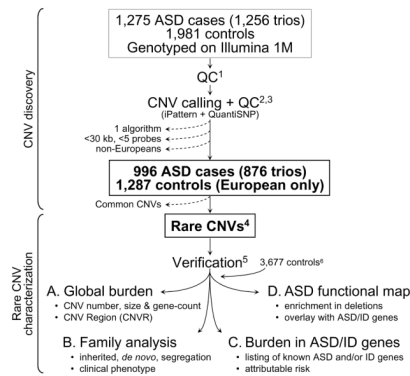 1,275 ASD cases (1,256 trios)
1,981 controls
Genotyped on Illumina 1M
QC¹
CNV calling + QC²,³
(iPattern + QuantiSNP)
1 algorithm
<30 kb, <5 probes
non-Europeans
996 ASD cases (876 trios)
1,287 controls (European only)
Common CNVs
Rare CNVs⁴
Verification⁵
3,677 controls⁶
A. Global burden
• CNV number, size & gene-count
• CNV Region (CNVR)
D. ASD functional map
• enrichment in deletions
• overlay with ASD/ID genes
B. Family analysis
• inherited, de novo, segregation
• clinical phenotype
C. Burden in ASD/ID genes
• listing of known ASD and/or ID genes
• attributable risk
CNV discovery
Rare CNV
characterization